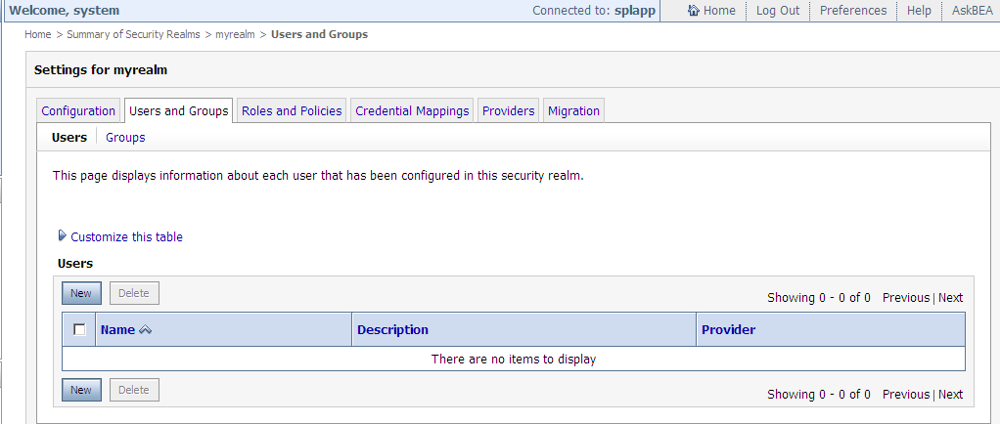 Welcome, system Connected to: splapp Home Log Out Preferences Help AskBEA
Home > Summary of Security Realms > myrealm > Users and Groups
Settings for myrealm
Configuration Users and Groups Roles and Policies Credential Mappings Providers Migration
Users Groups
This page displays information about each user that has been configured in this security realm.
Customize this table
Users
New Delete Showing 0 - 0 of 0 Previous | Next
Name Description Provider
There are no items to display
New Delete Showing 0 - 0 of 0 Previous | Next